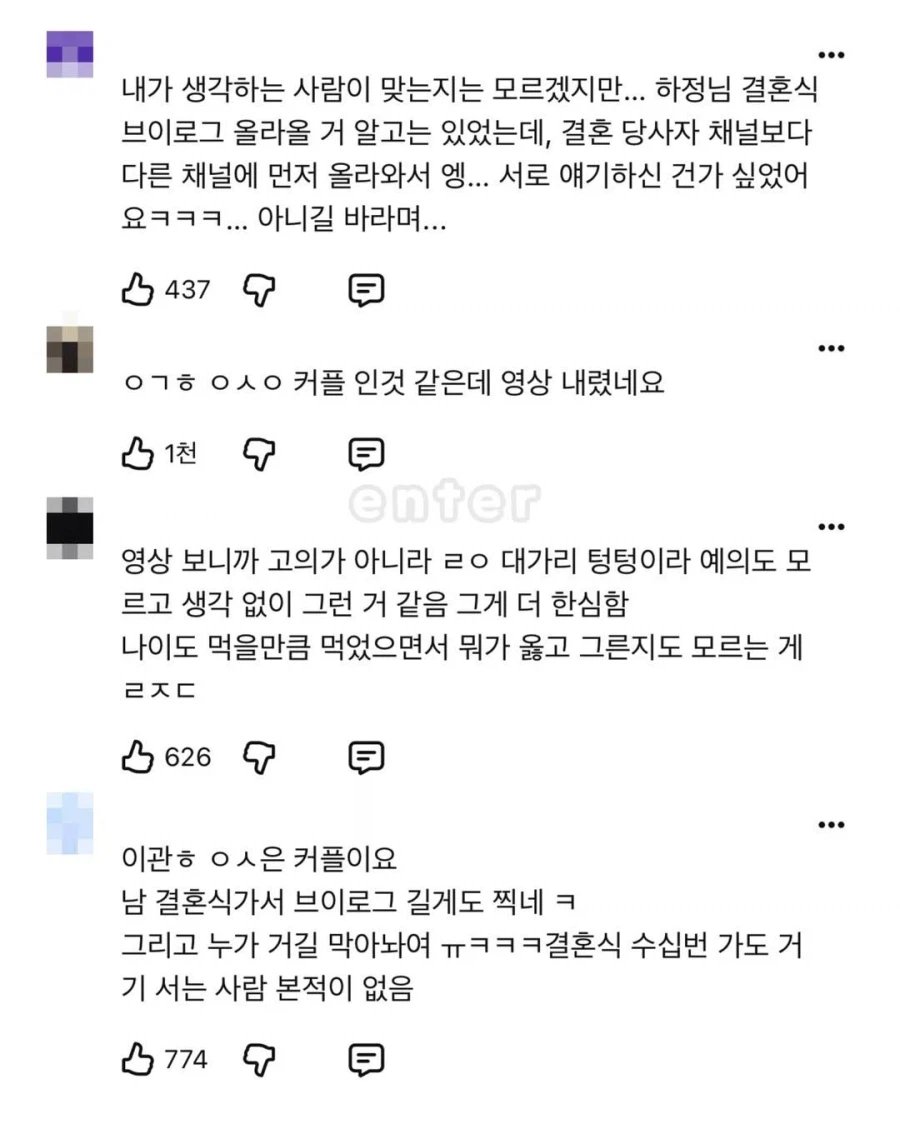 내가 생각하는 사람이 맞는지는 모르겠지만... 하정님 결혼식
브이로그 올라올 거 알고는 있었는데, 결혼 당사자 채널보다
다른 채널에 먼저 올라와서 엥... 서로 얘기하신 건가 싶었어
요ㅋㅋㅋ... 아니길 바라며...
437
ㅇㄱㅎ ㅇㅅㅇ 커플 인것 같은데 영상 내렸네요
1천
enter
영상 보니까 고의가 아니라 ㄹㅇ 대가리 텅텅이라 예의도 모
르고 생각 없이 그런 거 같음 그게 더 한심함
나이도 먹을만큼 먹었으면서 뭐가 옳고 그른지도 모르는 게
ㄹㅈㄷ
626
이관ㅎ ㅇㅅ은 커플이요
남 결혼식가서 브이로그 길게도 찍네 ㅋ
그리고 누가 거길 막아놔여 ㅠㅋㅋㅋ결혼식 수십번 가도 거
기 서는 사람 본적이 없음
774